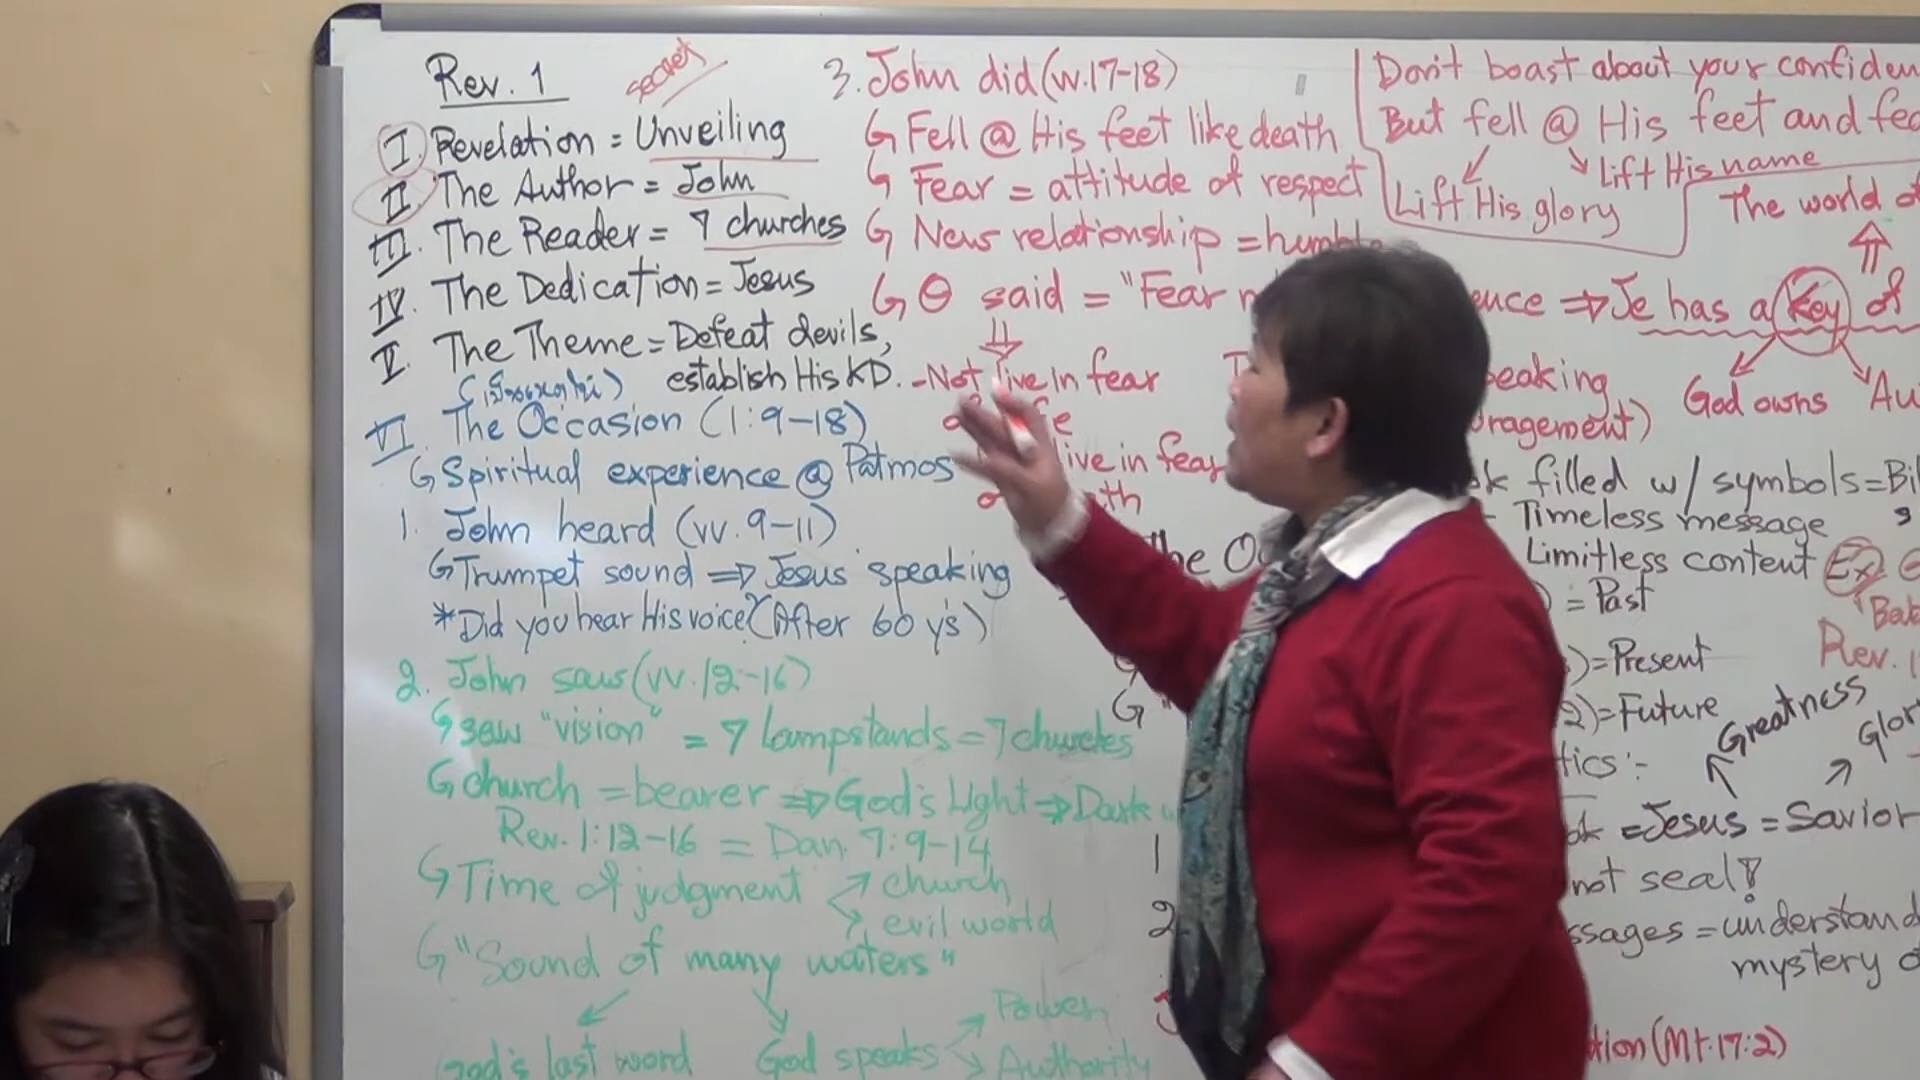 Rev. 1
secret
I. Revelation = Unveiling
II. The Author = John
III. The Reader = 7 churches
IV. The Dedication = Jesus
V. The Theme = Defeat devils,
establish His KD.
VI. The Occasion (1:9-18)
Spiritual experience @ Patmos
1. John heard (vv. 9-11)
Trumpet sound ⇒ Jesus speaking
*Did you hear His voice? (After 60 y's)
2. John saw (vv. 12-16)
saw "vision" = 7 Lampstands = 7 churches
church = bearer ⇒ God's Light ⇒ Dark
Rev. 1:12-16 = Dan. 7:9-14
Time of judgment
church
evil world
"Sound of many waters"
God's last word
God speaks
Power
Authority
3. John did (vv. 17-18)
Fell @ His feet like death
Fear = attitude of respect
New relationship = humble
said = "Fear
-Not live in fear
live in fear
Don't boast about your confiden
But fell @ His feet and fea
Lift His glory
Lift His name
The world of
⇒ Je has a Key of
God owns
Au
eaking
ragement)
filled w/ symbols = Bi
- Timeless message
Limitless content Ex
= Past
) = Present
2) = Future
Rev. 1
Greatness
Glor
tics :-
= Jesus = Savior
not seal!
ssages = understand
mystery o
tion (Mt. 17:2)
the Oc
1
2